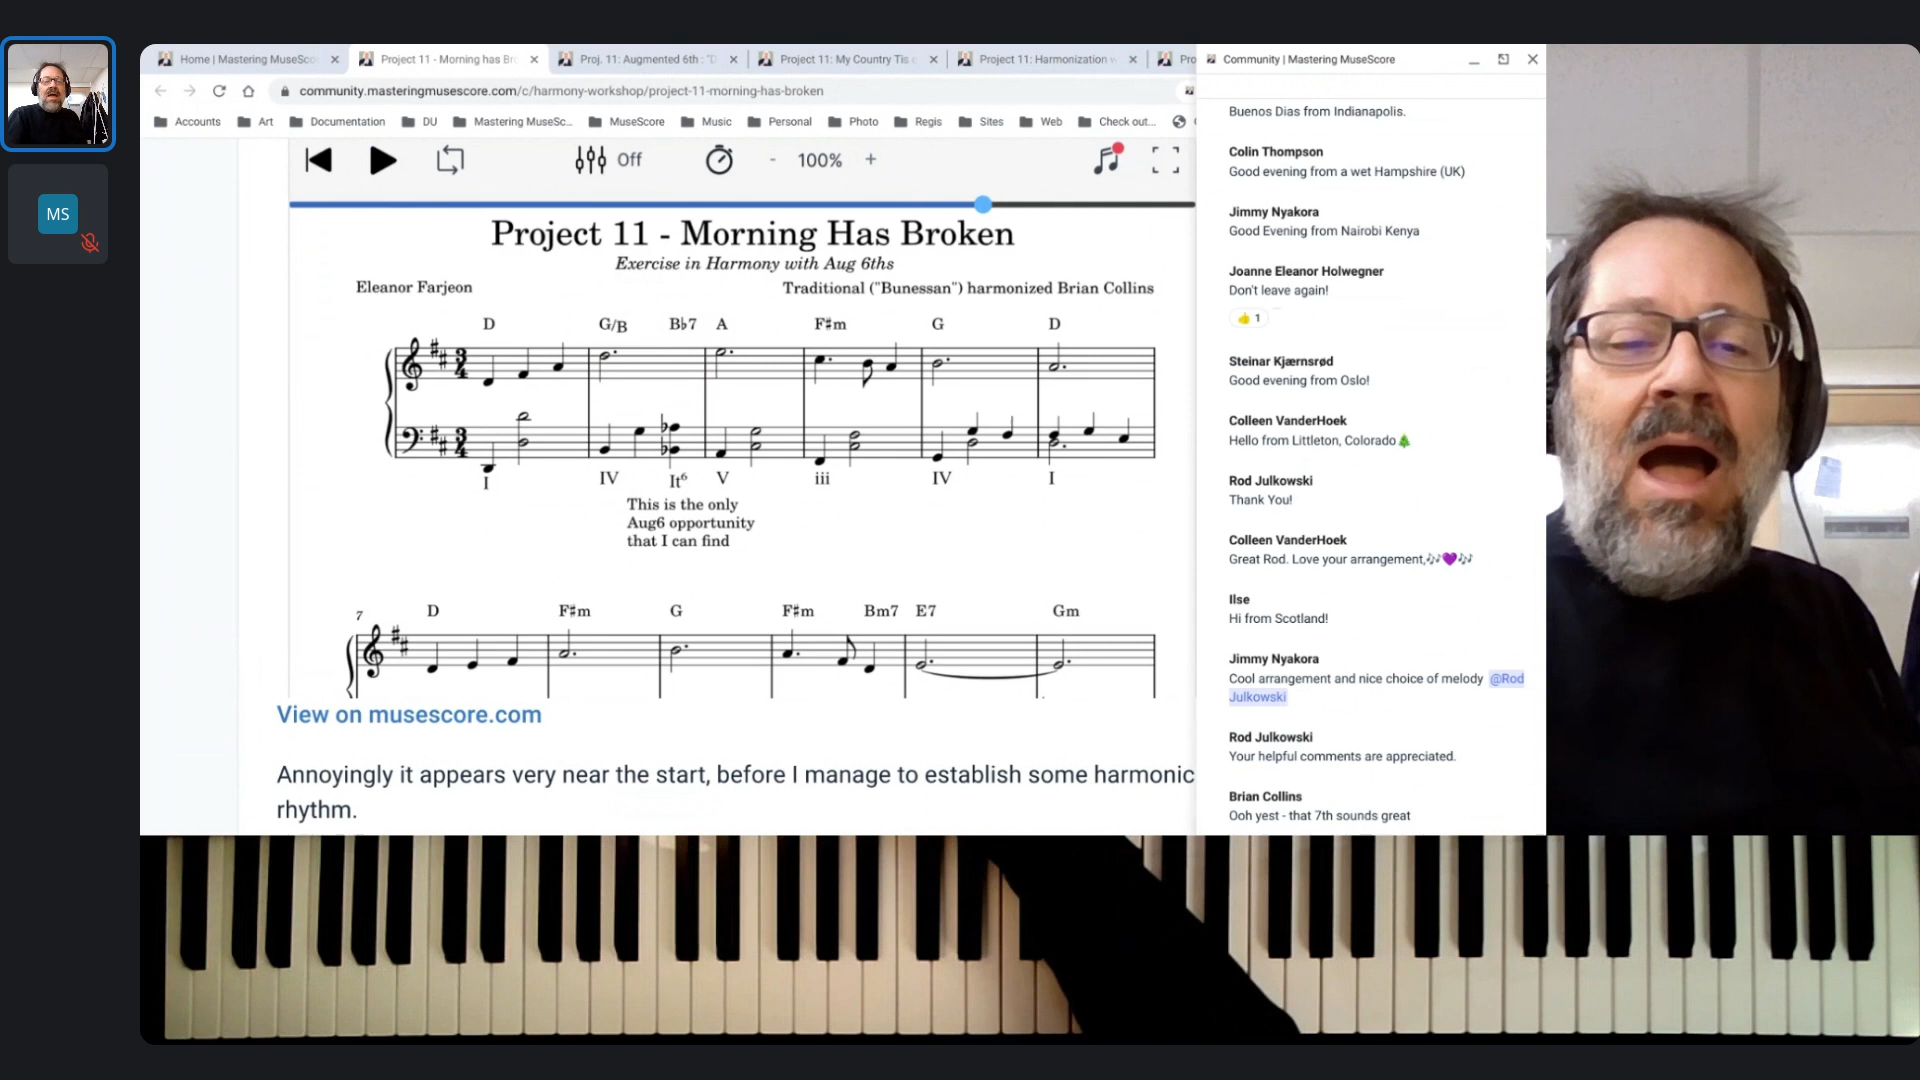 MS
Home | Mastering MuseSco
Project 11 - Morning has Br
Proj. 11: Augmented 6th : "D
Project 11: My Country Tis
Project 11: Harmonization
Pro
community.masteringmusescore.com/c/harmony-workshop/project-11-morning-has-broken
Accounts
Art
Documentation
DU
Mastering MuseSc...
MuseScore
Music
Personal
Photo
Regis
Sites
Web
Check out...
Off
- 100% +
Project 11 - Morning Has Broken
Exercise in Harmony with Aug 6ths
Eleanor Farjeon
Traditional ("Bunessan") harmonized Brian Collins
D G/B B♭7 A F♯m G D
3
4
3
4
I IV It⁶ V iii IV I
This is the only
Aug6 opportunity
that I can find
7
D F♯m G F♯m Bm7 E7 Gm
View on musescore.com
Annoyingly it appears very near the start, before I manage to establish some harmonic
rhythm.
Community | Mastering MuseScore
Buenos Dias from Indianapolis.
Colin Thompson
Good evening from a wet Hampshire (UK)
Jimmy Nyakora
Good Evening from Nairobi Kenya
Joanne Eleanor Holwegner
Don't leave again!
👍 1
Steinar Kjærnsrød
Good evening from Oslo!
Colleen VanderHoek
Hello from Littleton, Colorado🎄
Rod Julkowski
Thank You!
Colleen VanderHoek
Great Rod. Love your arrangement,🎶💜🎶
Ilse
Hi from Scotland!
Jimmy Nyakora
Cool arrangement and nice choice of melody @Rod
Julkowski
Rod Julkowski
Your helpful comments are appreciated.
Brian Collins
Ooh yest - that 7th sounds great